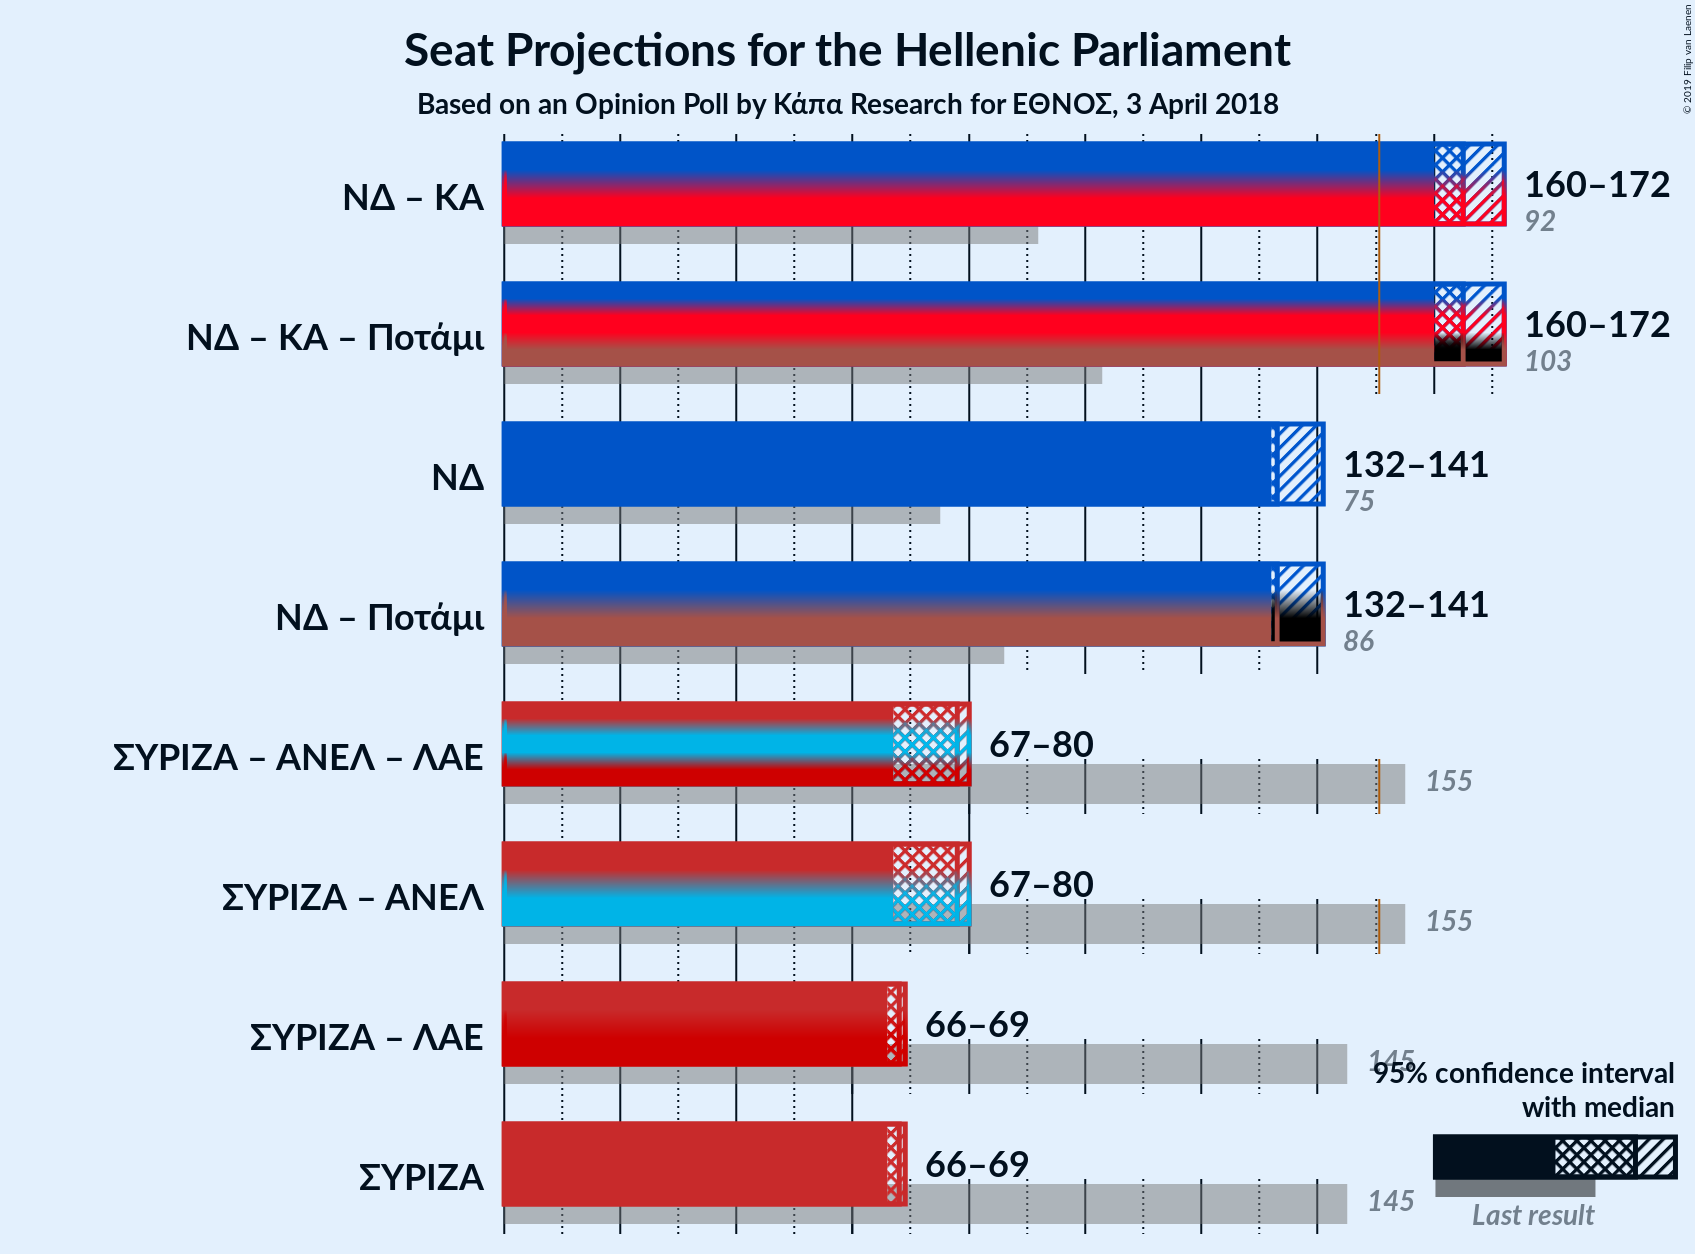 Seat Projections for the Hellenic Parliament
Based on an Opinion Poll by Κάπα Research for ΕΘΝΟΣ, 3 April 2018
© 2019 Filip van Laenen
ΝΔ – ΚΑ
160–172
92
ΝΔ – ΚΑ – Ποτάμι
160–172
103
ΝΔ
132–141
75
ΝΔ – Ποτάμι
132–141
86
ΣΥΡΙΖΑ – ΑΝΕΛ – ΛΑΕ
67–80
155
ΣΥΡΙΖΑ – ΑΝΕΛ
67–80
155
ΣΥΡΙΖΑ – ΛΑΕ
66–69
145
ΣΥΡΙΖΑ
66–69
145
95% confidence interval
with median
Last result